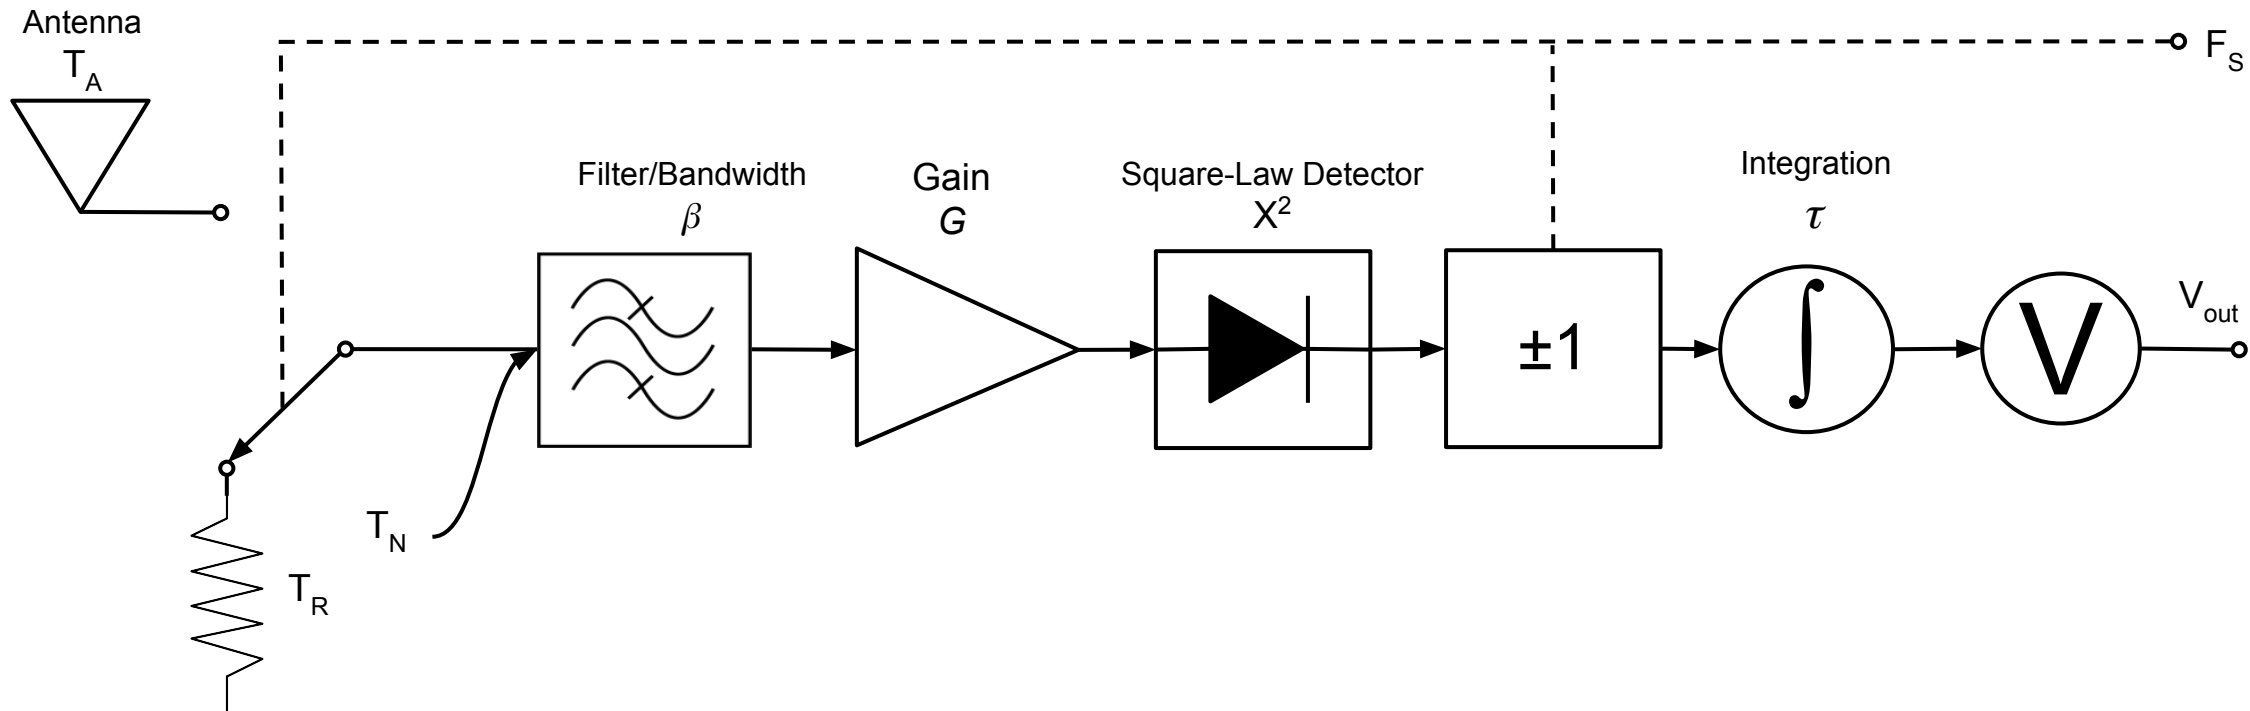 Antenna
T_A
F_S
Filter/Bandwidth
β
Gain
G
Square-Law Detector
X²
Integration
τ
±1
∫
V
V_out
T_N
T_R